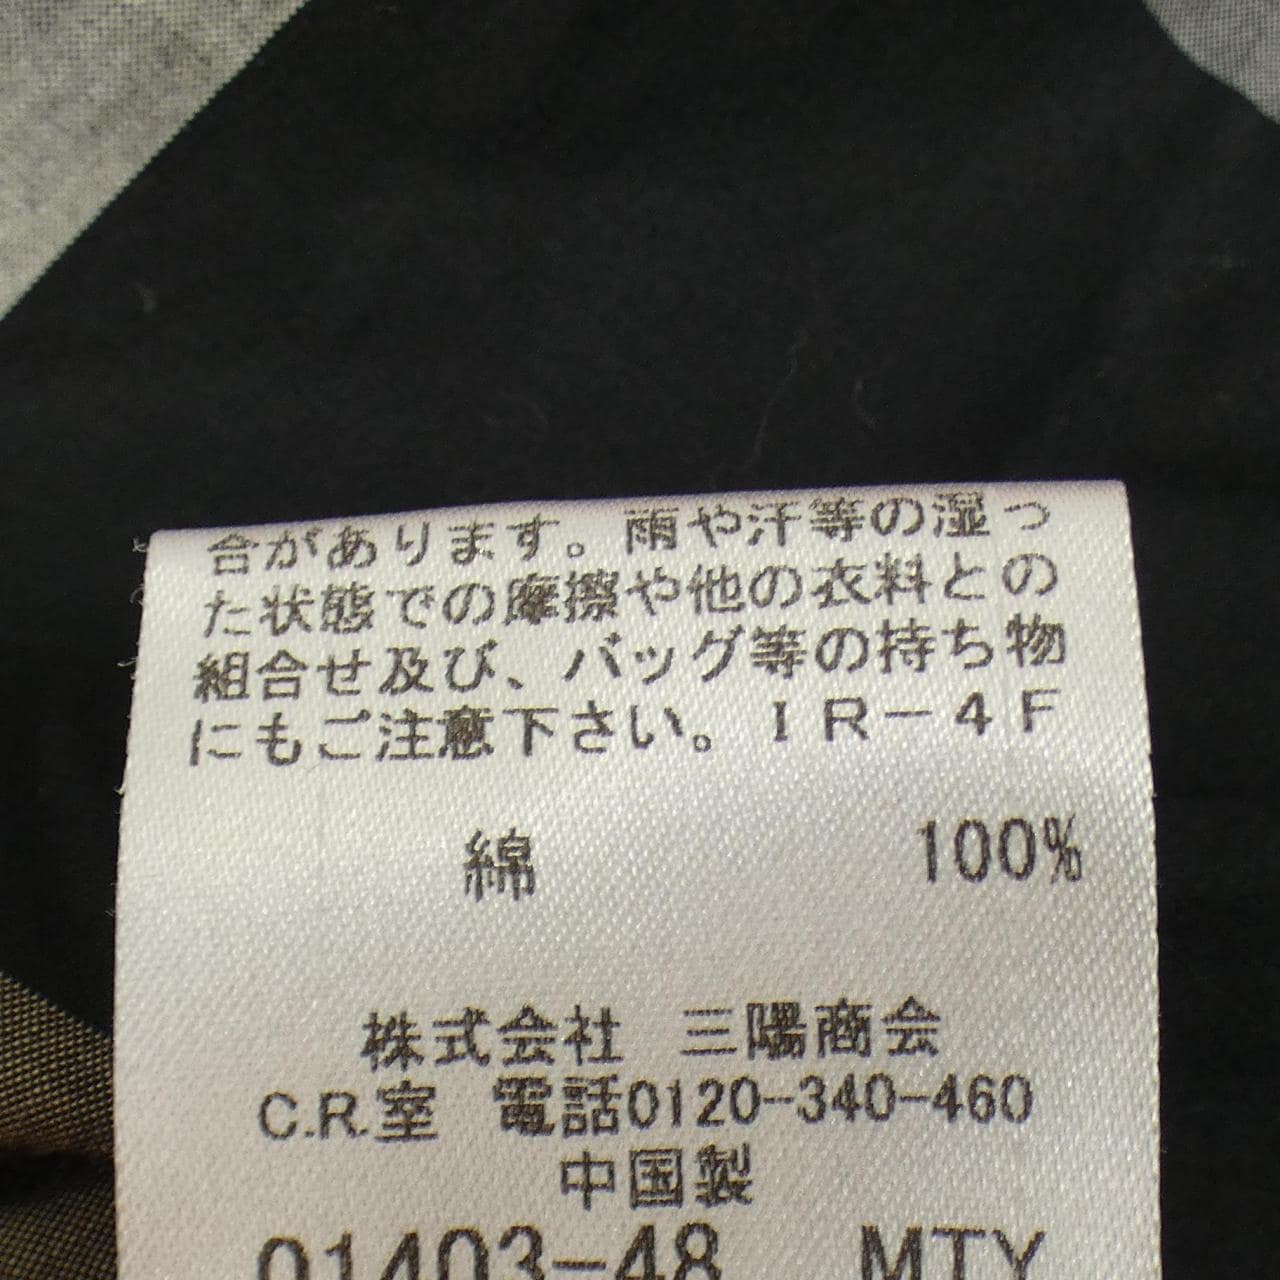 合があります。雨や汗等の湿っ
た状態での摩擦や他の衣料との
組合せ及び、バッグ等の持ち物
にもご注意下さい。IR-4F
綿 100%
株式会社 三陽商会
C.R.室 電話0120-340-460
中国製
01403-48 MTY